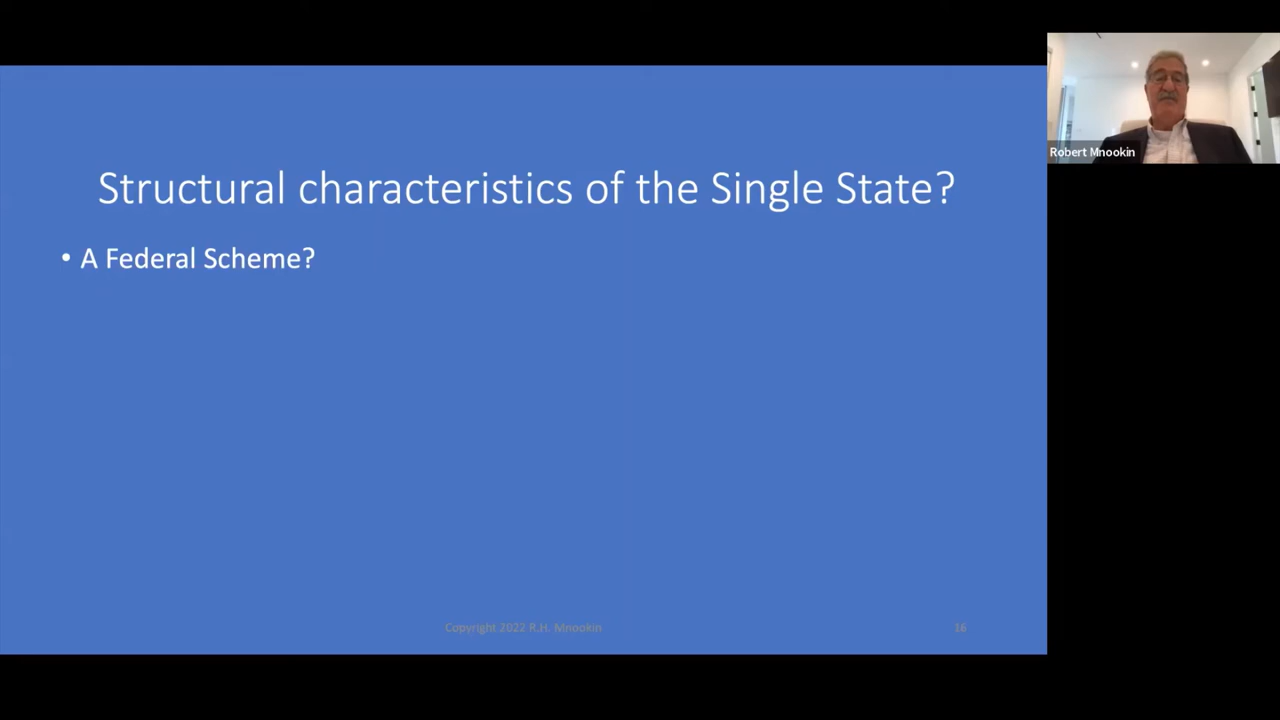 Structural characteristics of the Single State?
• A Federal Scheme?
Copyright 2022 R.H. Mnookin
16
Robert Mnookin